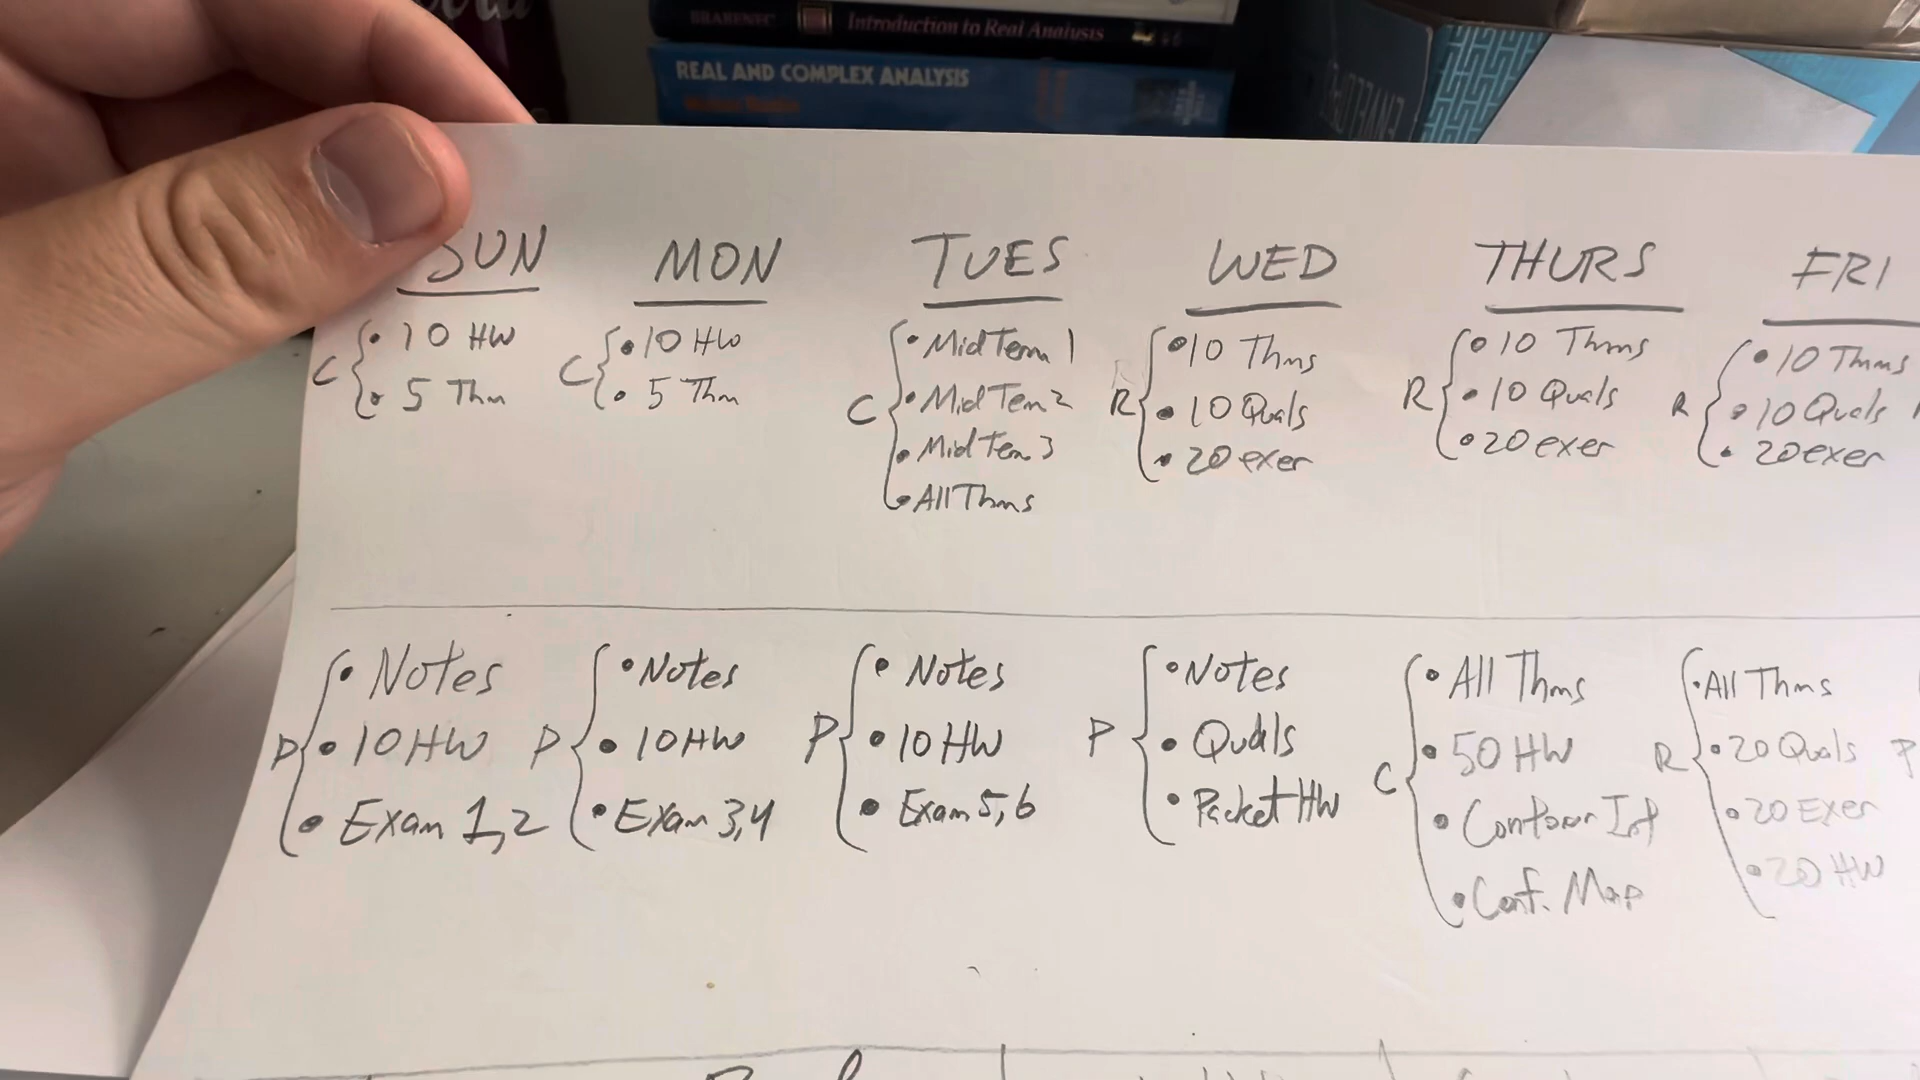 BRABENEC Introduction to Real Analysis
REAL AND COMPLEX ANALYSIS
ENVELOPE
SUN MON TUES WED THURS FRI
C
• 10 HW
• 5 Thm
C
• 10 HW
• 5 Thm
C
• MidTerm 1
• MidTerm 2
• MidTerm 3
• All Thms
R
• 10 Thms
• 10 Quals
• 20 exer
R
• 10 Thms
• 10 Quals
• 20 exer
R
• 10 Thms
• 10 Quals
• 20 exer
P
• Notes
• 10 HW
• Exam 1,2
P
• Notes
• 10 HW
• Exam 3,4
P
• Notes
• 10 HW
• Exam 5,6
P
• Notes
• Quals
• Packet HW
C
• All Thms
• 50 HW
• Contour Int
• Conf. Map
R
• All Thms
• 20 Quals
• 20 Exer
• 20 HW
P